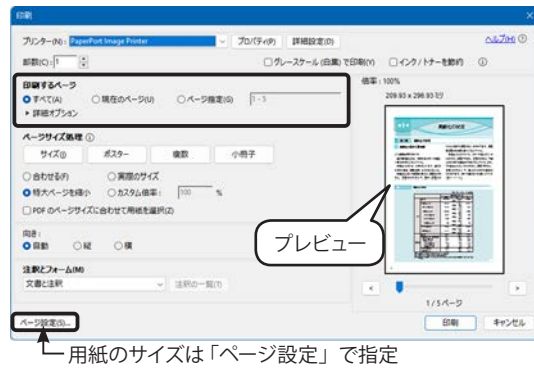 印刷
プリンター(N): PaperPort Image Printer プロパティ(P) 詳細設定(D) ヘルプ(H)
部数(C): 1 グレースケール (白黒) で印刷(Y) インク / トナーを節約
印刷するページ
すべて(A) 現在のページ(U) ページ指定(G) 1 - 5
詳細オプション
倍率: 100%
209.93 x 296.93 ミリ
ページサイズ処理
サイズ(I) ポスター 複数 小冊子
合わせる(F) 実際のサイズ
特大ページを縮小 カスタム倍率: 100 %
PDF のページサイズに合わせて用紙を選択(Z)
向き:
自動 縦 横
プレビュー
注釈とフォーム(M)
文書と注釈 注釈の一覧(T)
< >
1 / 5 ページ
ページ設定(S)... 印刷 キャンセル
用紙のサイズは「ページ設定」で指定